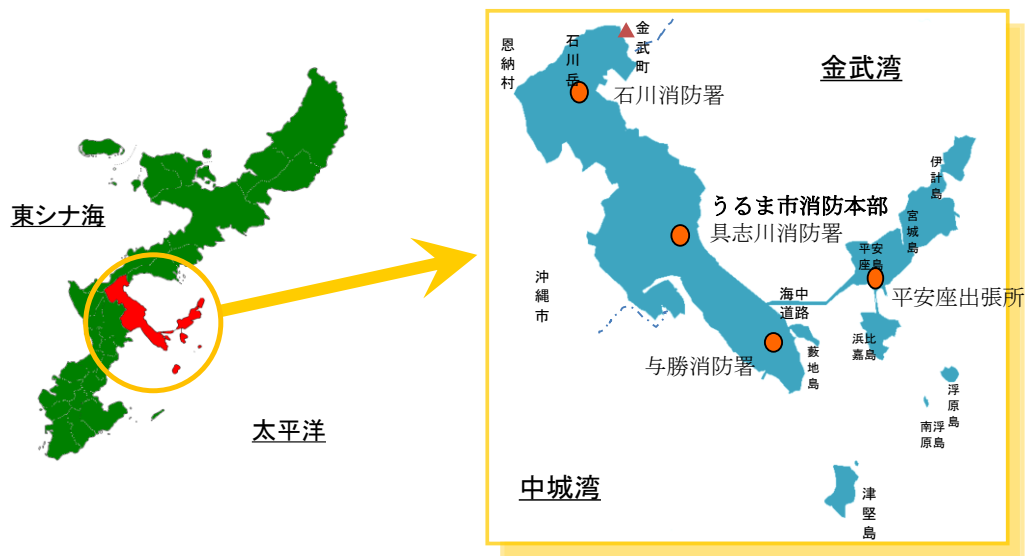 東シナ海
太平洋
恩納村
石川岳
金武町
金武湾
石川消防署
伊計島
うるま市消防本部
具志川消防署
宮城島
平安
座島
沖縄市
海中
道路
平安座出張所
浜比
嘉島
藪地島
与勝消防署
浮原島
南浮
原島
中城湾
津堅島